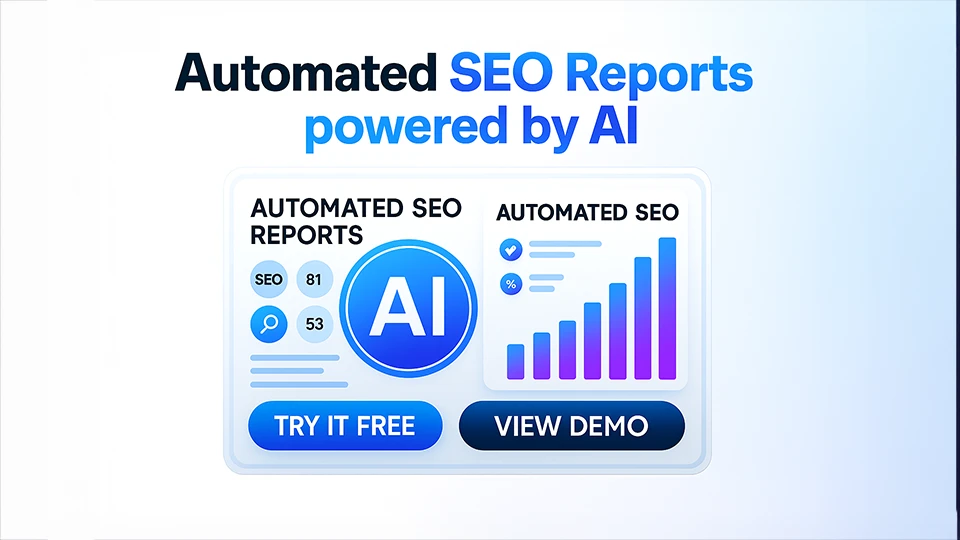 Automated SEO Reports
powered by AI
AUTOMATED SEO
REPORTS
SEO 81
53
AI
AUTOMATED SEO
%
TRY IT FREE
VIEW DEMO